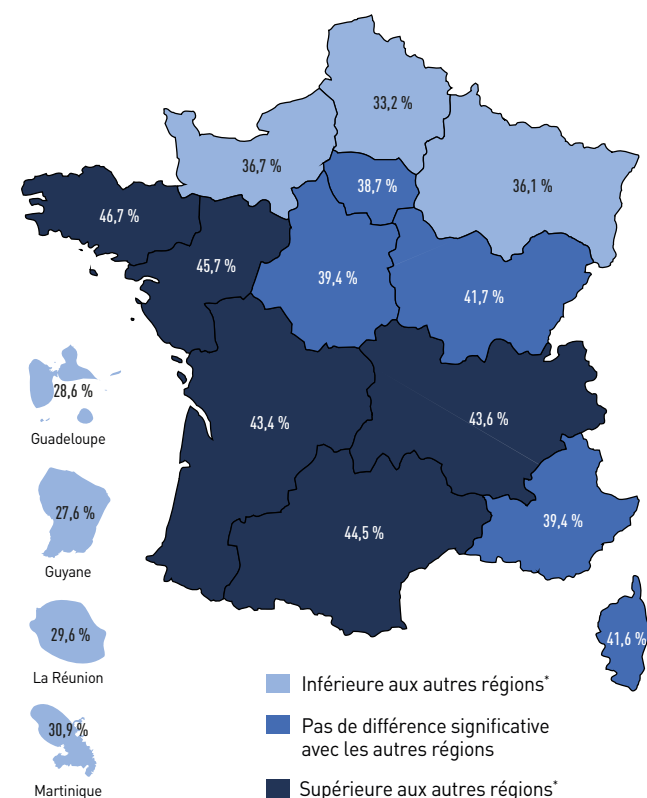 33,2 %
36,7 %
36,1 %
38,7 %
46,7 %
45,7 %
39,4 %
41,7 %
28,6 %
Guadeloupe
43,4 %
43,6 %
27,6 %
Guyane
44,5 %
39,4 %
29,6 %
La Réunion
41,6 %
30,9 %
Martinique
Inférieure aux autres régions*
Pas de différence significative
avec les autres régions
Supérieure aux autres régions*